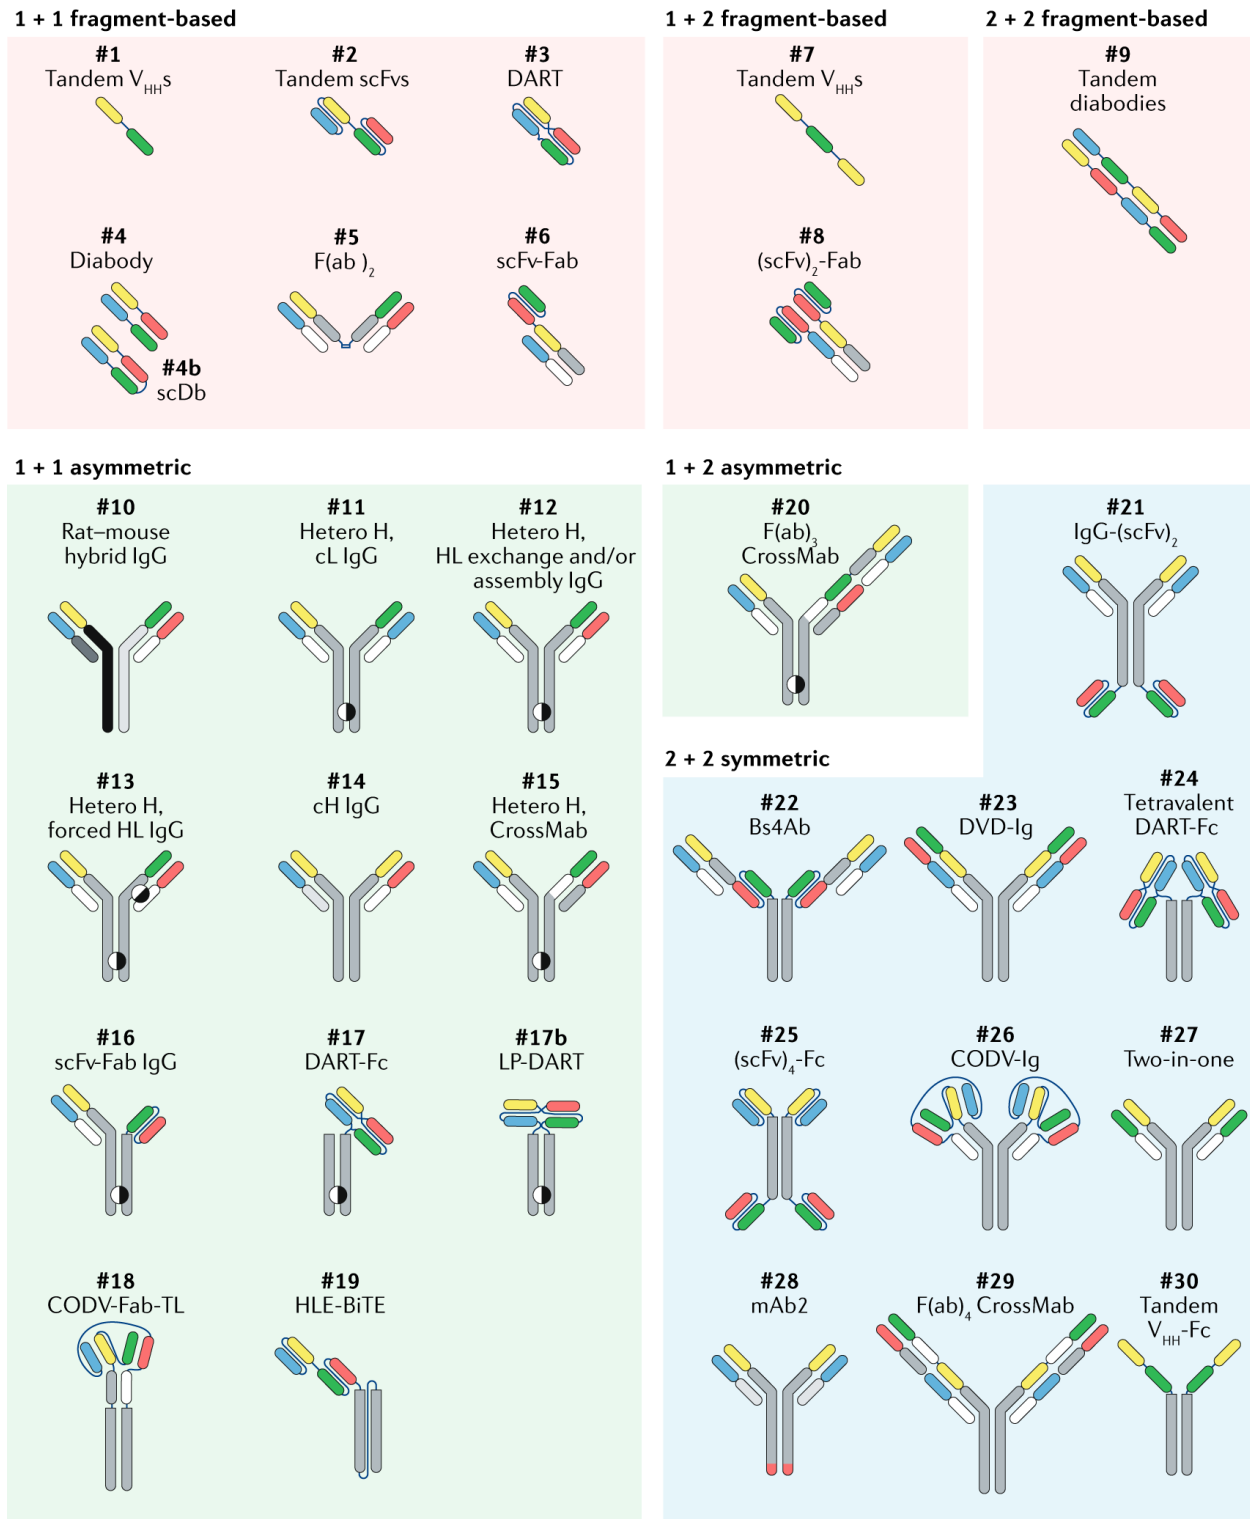 1 + 1 fragment-based
#1
Tandem VHHs
#2
Tandem scFvs
#3
DART
#4
Diabody
#4b
scDb
#5
F(ab )2
#6
scFv-Fab
1 + 2 fragment-based
#7
Tandem VHHs
#8
(scFv)2-Fab
2 + 2 fragment-based
#9
Tandem
diabodies
1 + 1 asymmetric
#10
Rat–mouse
hybrid IgG
#11
Hetero H,
cL IgG
#12
Hetero H,
HL exchange and/or
assembly IgG
#13
Hetero H,
forced HL IgG
#14
cH IgG
#15
Hetero H,
CrossMab
#16
scFv-Fab IgG
#17
DART-Fc
#17b
LP-DART
#18
CODV-Fab-TL
#19
HLE-BiTE
1 + 2 asymmetric
#20
F(ab)3
CrossMab
2 + 2 symmetric
#21
IgG-(scFv)2
#22
Bs4Ab
#23
DVD-Ig
#24
Tetravalent
DART-Fc
#25
(scFv)4-Fc
#26
CODV-Ig
#27
Two-in-one
#28
mAb2
#29
F(ab)4 CrossMab
#30
Tandem
VHH-Fc